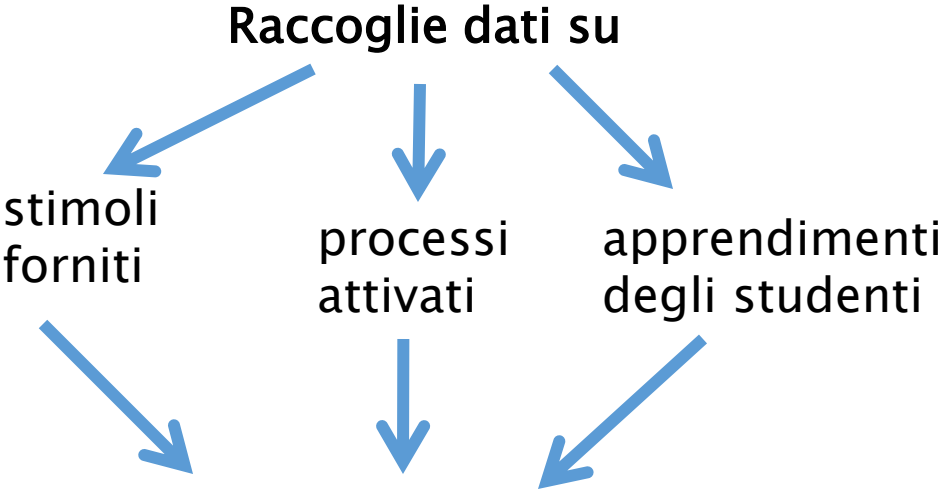 Raccoglie dati su
stimoli
forniti
processi
attivati
apprendimenti
degli studenti